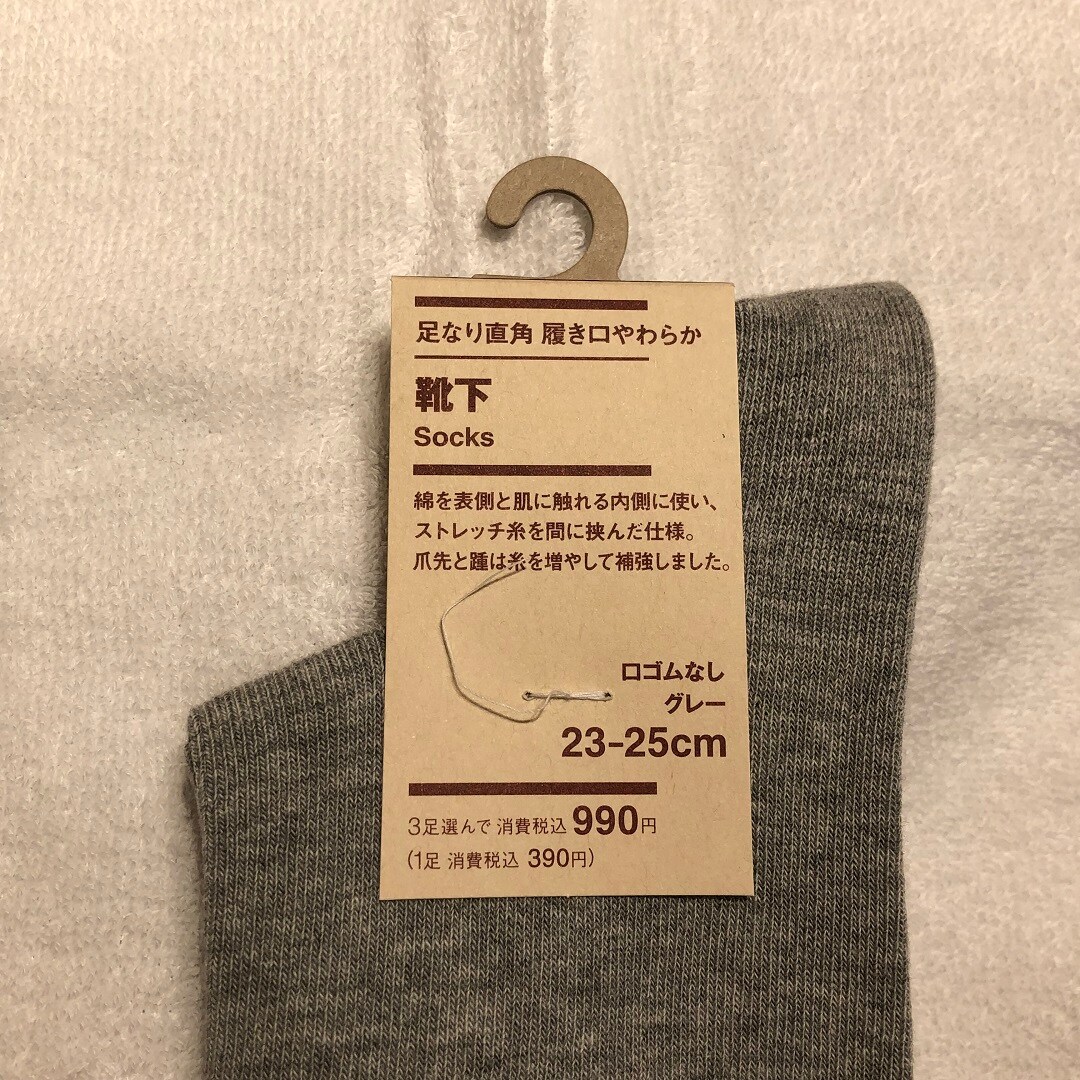 足なり直角 履き口やわらか
靴下
Socks
綿を表側と肌に触れる内側に使い、
ストレッチ糸を間に挟んだ仕様。
爪先と踵は糸を増やして補強しました。
口ゴムなし
グレー
23-25cm
3足選んで 消費税込 990円
(1足 消費税込 390円)